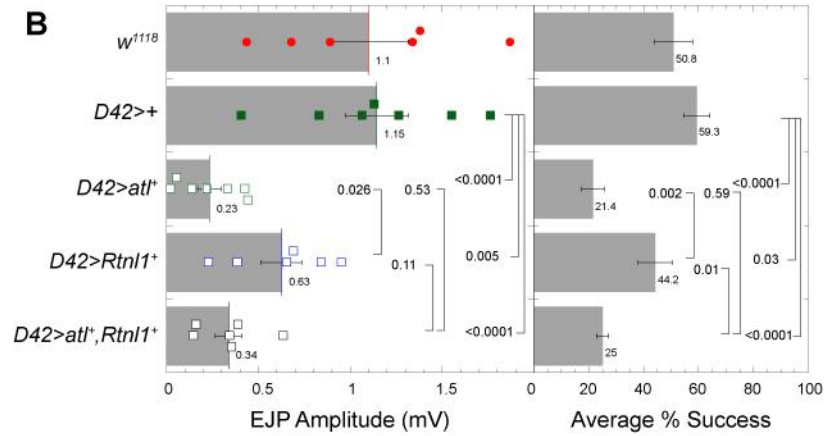 B
w1118
1.1
50.8
D42>+
1.15
59.3
<0.0001
<0.0001
D42>atl+
0.23
0.026
0.53
21.4
0.002
0.59
D42>Rtnl1+
0.63
0.11
0.005
44.2
0.01
0.03
D42>atl+,Rtnl1+
0.34
<0.0001
25
<0.0001
0 0.5 1 1.5 0 20 40 60 80 100
EJP Amplitude (mV) Average % Success